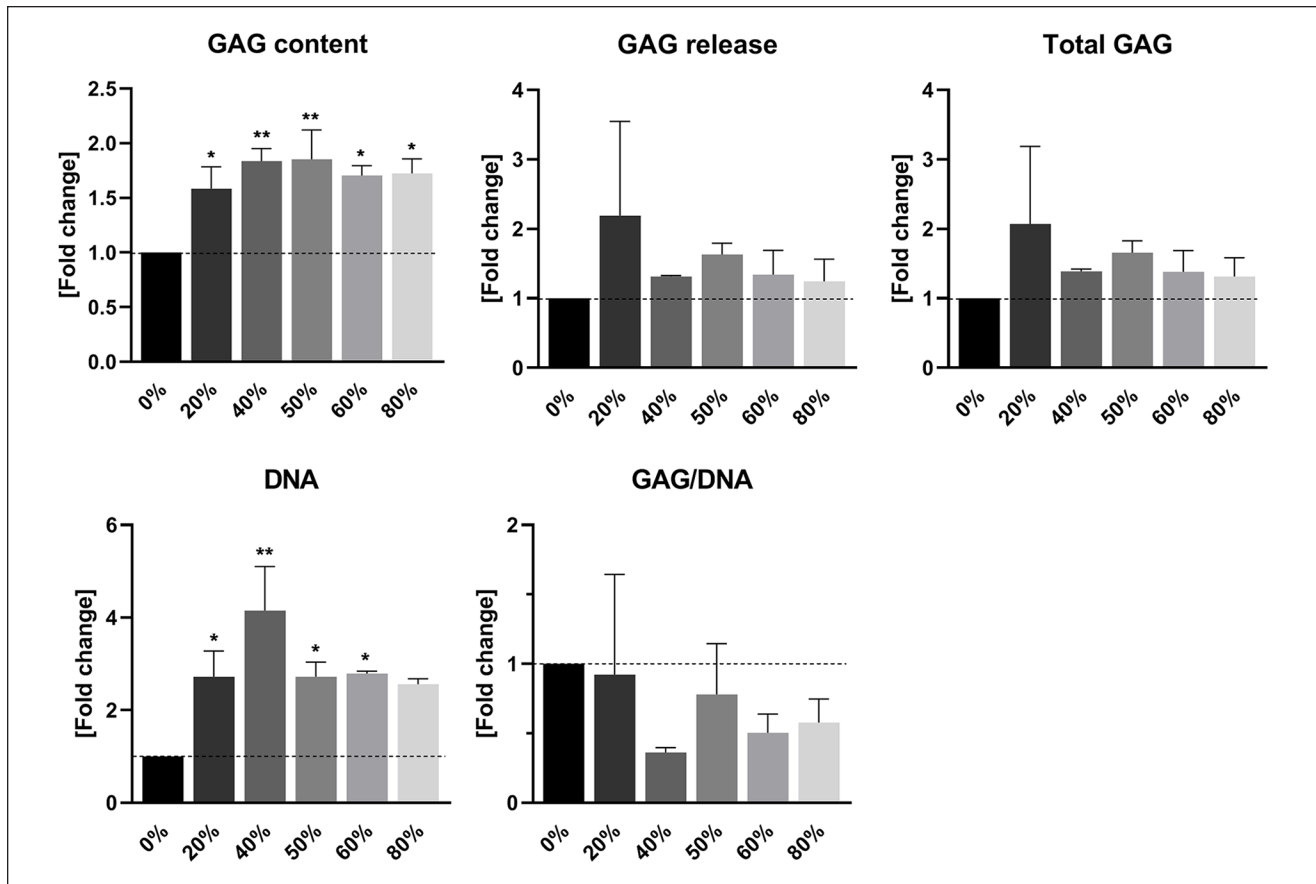 GAG content
[Fold change]
2.5
2.0
1.5
1.0
0.5
0.0
* ** ** * *
0% 20% 40% 50% 60% 80%
GAG release
[Fold change]
4
3
2
1
0
0% 20% 40% 50% 60% 80%
Total GAG
[Fold change]
4
3
2
1
0
0% 20% 40% 50% 60% 80%
DNA
[Fold change]
6
4
2
0
* ** * *
0% 20% 40% 50% 60% 80%
GAG/DNA
[Fold change]
2
1
0
0% 20% 40% 50% 60% 80%